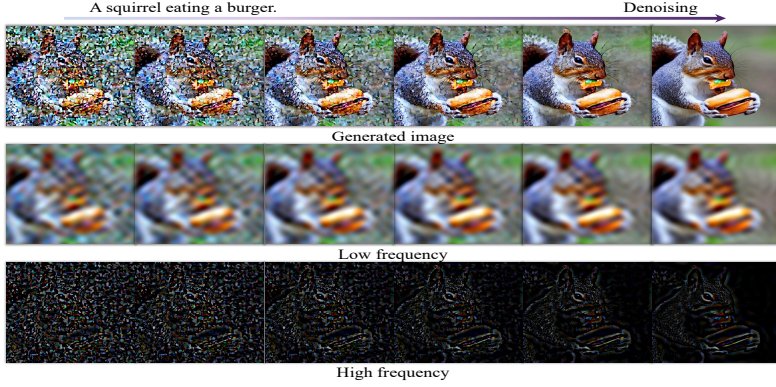 A squirrel eating a burger.
Denoising
Generated image
Low frequency
High frequency